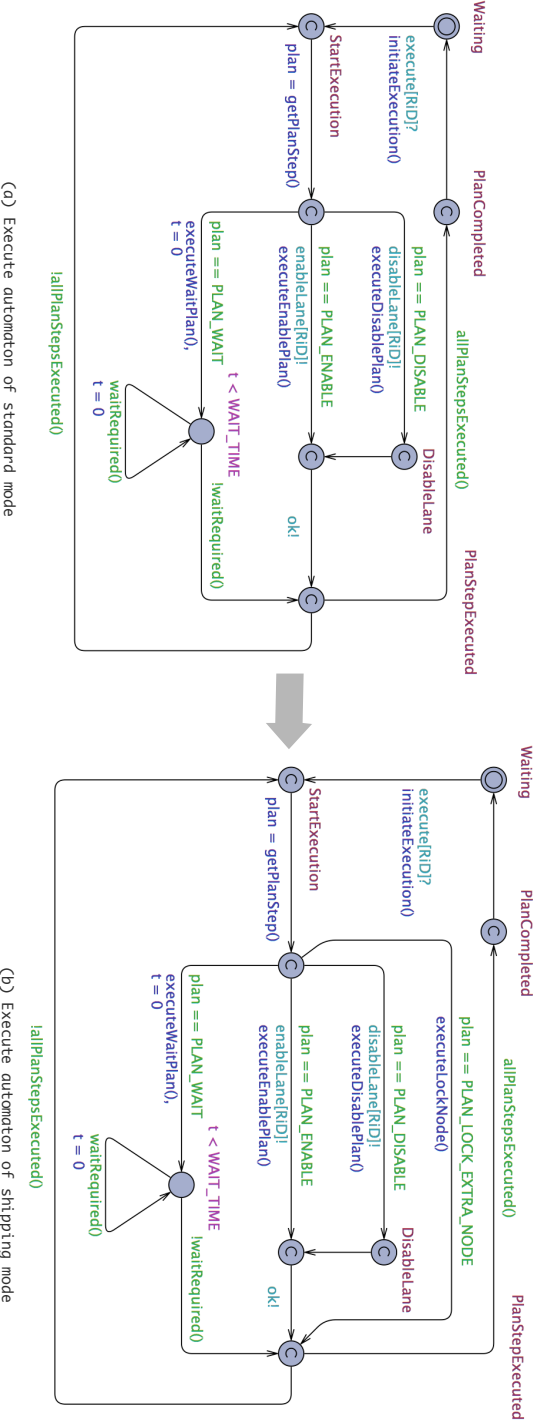 Waiting
PlanCompleted
PlanStepExecuted
execute[RiD]?
initiateExecution()
allPlanStepsExecuted()
StartExecution
plan = getPlanStep()
plan == PLAN_DISABLE
disableLane[RiD]!
executeDisablePlan()
DisableLane
plan == PLAN_ENABLE
enableLane[RiD]!
executeEnablePlan()
ok!
plan == PLAN_WAIT
executeWaitPlan(),
t = 0
t < WAIT_TIME
!waitRequired()
waitRequired()
t = 0
!allPlanStepsExecuted()
(a) Execute automaton of standard mode
Waiting
PlanCompleted
PlanStepExecuted
execute[RiD]?
initiateExecution()
allPlanStepsExecuted()
plan == PLAN_LOCK_EXTRA_NODE
executeLockNode()
StartExecution
plan = getPlanStep()
plan == PLAN_DISABLE
disableLane[RiD]!
executeDisablePlan()
DisableLane
plan == PLAN_ENABLE
enableLane[RiD]!
executeEnablePlan()
ok!
plan == PLAN_WAIT
executeWaitPlan(),
t = 0
t < WAIT_TIME
!waitRequired()
waitRequired()
t = 0
!allPlanStepsExecuted()
(b) Execute automaton of shipping mode
C
C
C
C
C
C
C
C
C
C
C
C